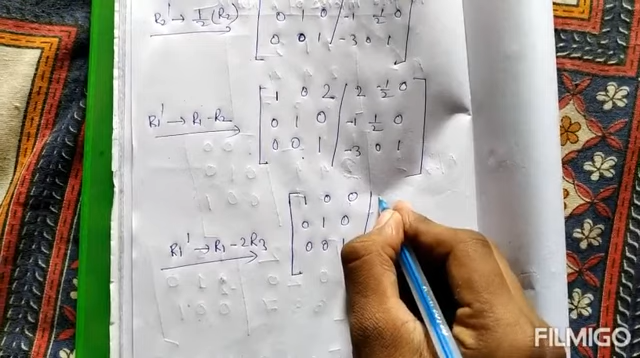 R2' → 1/2 (R2) 0 1 0 / -1 1/2 0
0 0 1 / -3 0 1
1 0 2 / 2 -1/2 0
R1' → R1 - R2 0 1 0 / -1 1/2 0
0 0 1 / -3 0 1
1 0 0
0 1 0
R1' → R1 - 2R3 0 0 1
FILMIGO